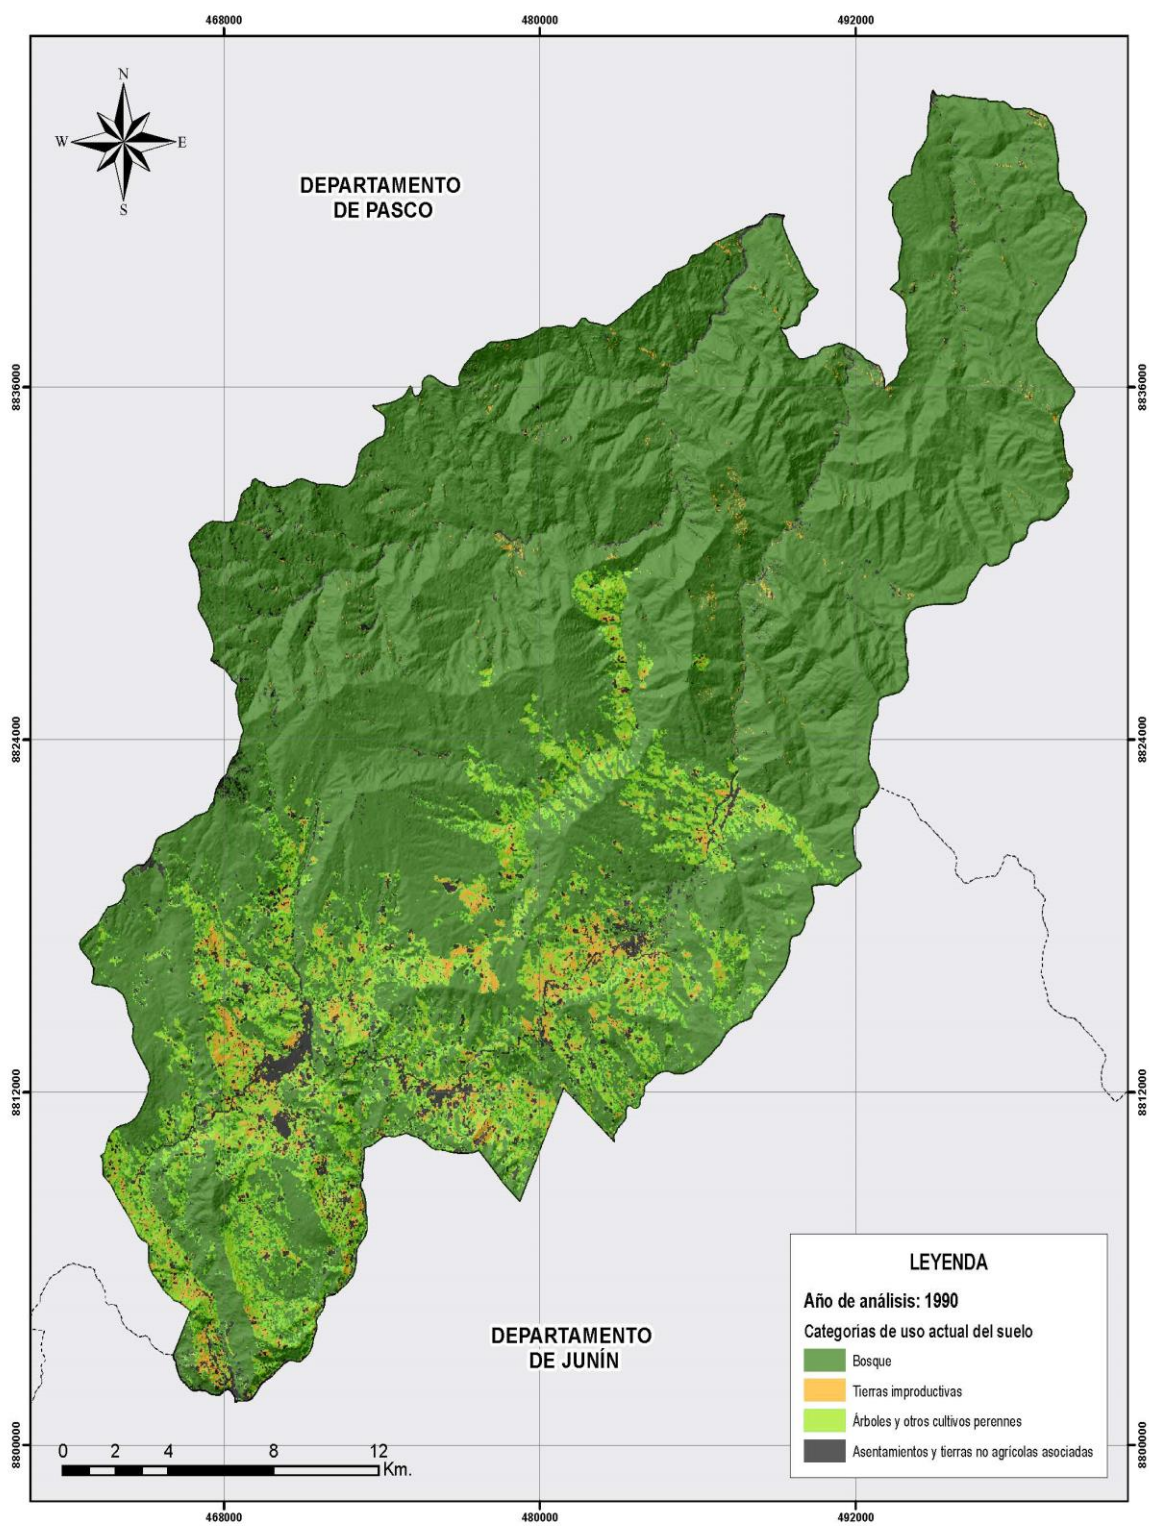 468000
480000
492000
N
W
E
S
DEPARTAMENTO
DE PASCO
8836000
8836000
8824000
8824000
8812000
8812000
LEYENDA
Año de análisis: 1990
Categorias de uso actual del suelo
Bosque
Tierras improductivas
Árboles y otros cultivos perennes
Asentamientos y tierras no agrícolas asociadas
DEPARTAMENTO
DE JUNÍN
8800000
8800000
0 2 4 8 12
Km.
468000
480000
492000